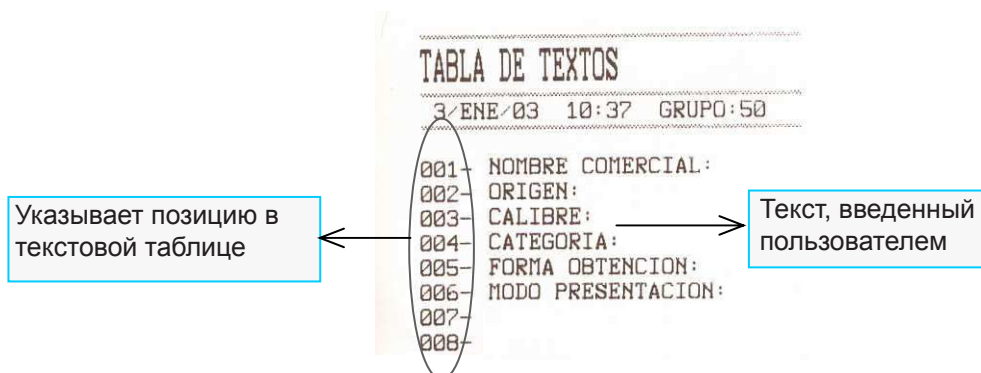 TABLA DE TEXTOS
3/ENE/03 10:37 GRUPO:50
001- NOMBRE COMERCIAL:
002- ORIGEN:
003- CALIBRE:
004- CATEGORIA:
005- FORMA OBTENCION:
006- MODO PRESENTACION:
007-
008-
Указывает позицию в
текстовой таблице
Текст, введенный
пользователем